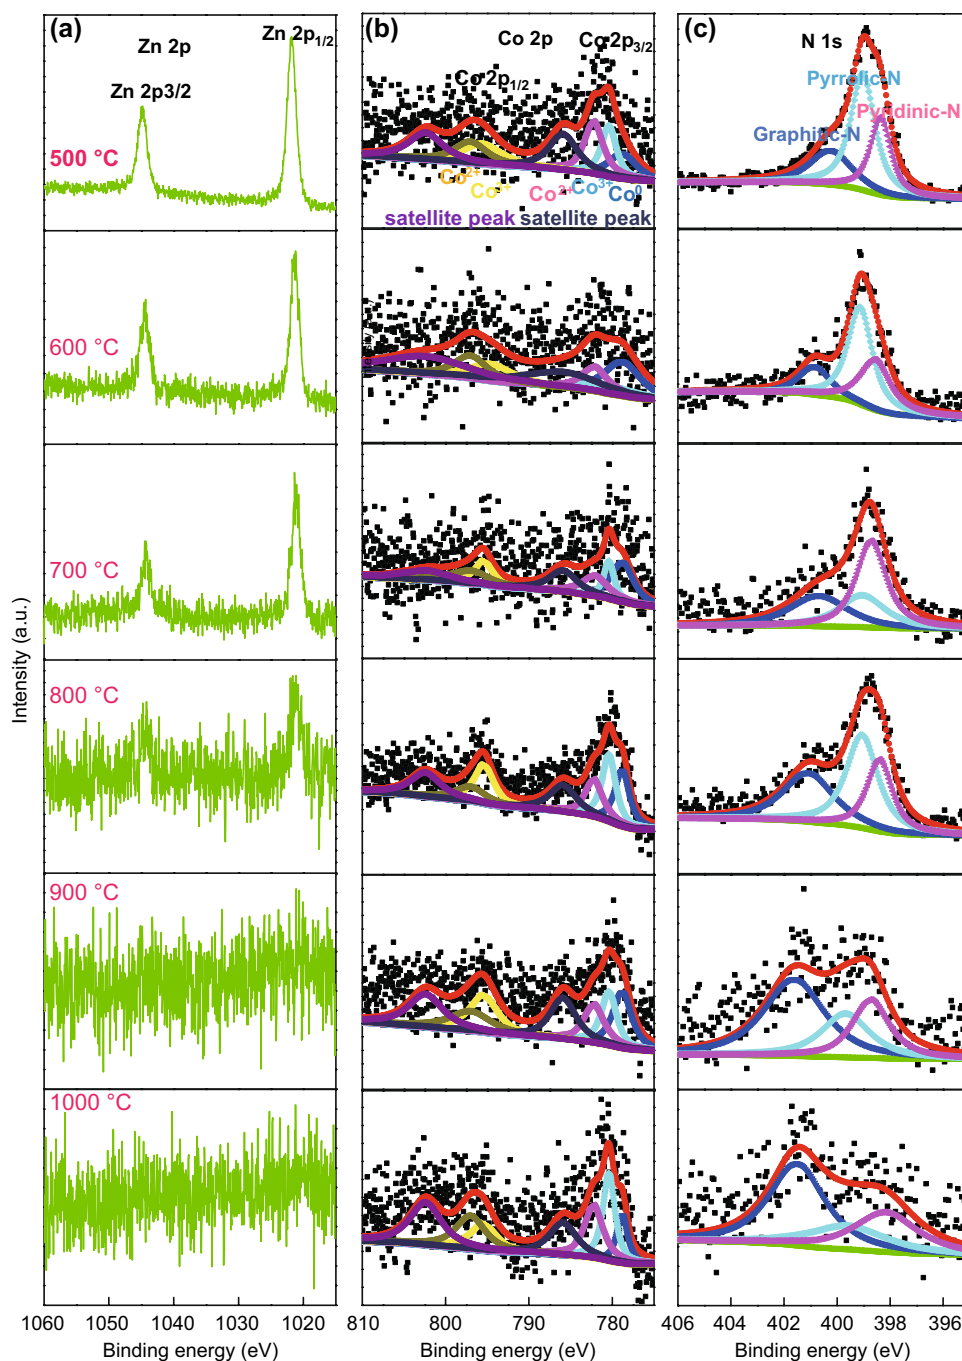 (a)
Zn 2p
Zn 2p1/2
Zn 2p3/2
500 °C
600 °C
700 °C
800 °C
900 °C
1000 °C
Intensity (a.u.)
1060 1050 1040 1030 1020
Binding energy (eV)
(b)
Co 2p
Co 2p3/2
Co 2p1/2
Co2+
Co3+
Co2+
Co3+
Co0
satellite peak satellite peak
810 800 790 780
Binding energy (eV)
(c)
N 1s
Pyrrolic-N
Pyridinic-N
Graphitic-N
406 404 402 400 398 396
Binding energy (eV)